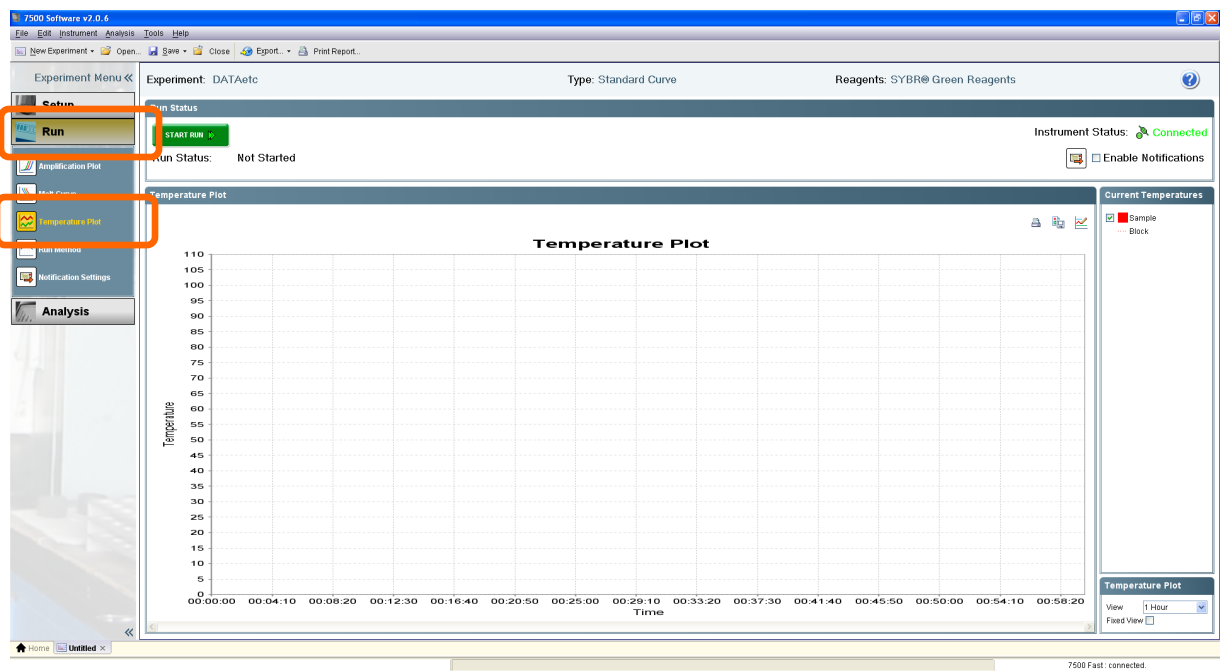 7500 Software v2.0.6
File Edit Instrument Analysis Tools Help
New Experiment Open... Save Close Export... Print Report...
Experiment Menu «
Experiment: DATAetc Type: Standard Curve Reagents: SYBR® Green Reagents
Setup
Run
Amplification Plot
Melt Curve
Temperature Plot
Run Method
Notification Settings
Analysis
Run Status
START RUN
Run Status: Not Started
Instrument Status: Connected
Enable Notifications
Temperature Plot
Temperature Plot
110
105
100
95
90
85
80
75
70
65
60
55
50
45
40
35
30
25
20
15
10
5
0
Temperature
00:00:00 00:04:10 00:08:20 00:12:30 00:16:40 00:20:50 00:25:00 00:29:10 00:33:20 00:37:30 00:41:40 00:45:50 00:50:00 00:54:10 00:58:20
Time
Current Temperatures
Sample
Block
Temperature Plot
View 1 Hour
Fixed View
«
Home Untitled ×
7500 Fast: connected.